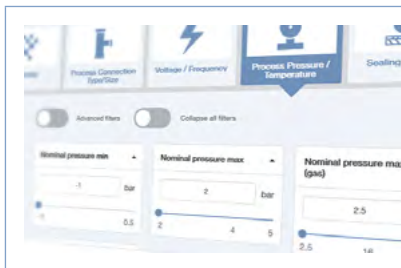 Process Connection
Type/Size
Voltage / Frequency
Process Pressure /
Temperature
Sealing
Advanced filters
Collapse all filters
Nominal pressure min
Nominal pressure max
Nominal pressure max
(gas)
-1
bar
2
bar
2.5
-1
0.5
2
4
5
2.5
16